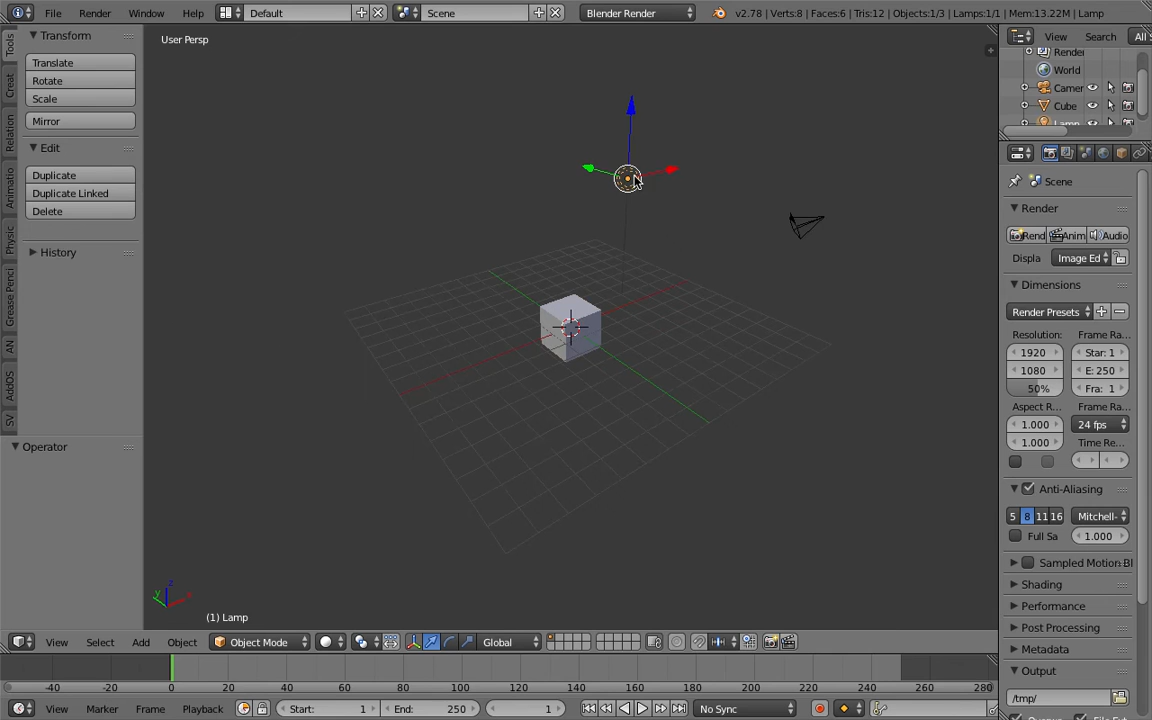 File Render Window Help Default Scene Blender Render v2.78 | Verts:8 | Faces:6 | Tris:12 | Objects:1/3 | Lamps:1/1 | Mem:13.22M | Lamp
Tools
Creat
Relation
Animatio
Physic
Grease Penci
AN
AddOS
SV
Transform
Translate
Rotate
Scale
Mirror
Edit
Duplicate
Duplicate Linked
Delete
History
Operator
User Persp
z
y x
(1) Lamp
View Select Add Object Object Mode Global
View Search All S
Render
World
Camer
Cube
Lamp
Scene
Render
Rend Anim Audio
Displa Image Ed
Dimensions
Render Presets
Resolution: Frame Ra...
1920 Star: 1
1080 E: 250
50% Fra: 1
Aspect R... Frame Ra...
1.000 24 fps
1.000 Time Re...
Anti-Aliasing
5 8 11 16 Mitchell-
Full Sa 1.000
Sampled Motion Bl
Shading
Performance
Post Processing
Metadata
Output
/tmp/
-40 -20 0 20 40 60 80 100 120 140 160 180 200 220 240 260 280
View Marker Frame Playback Start: 1 End: 250 1 No Sync